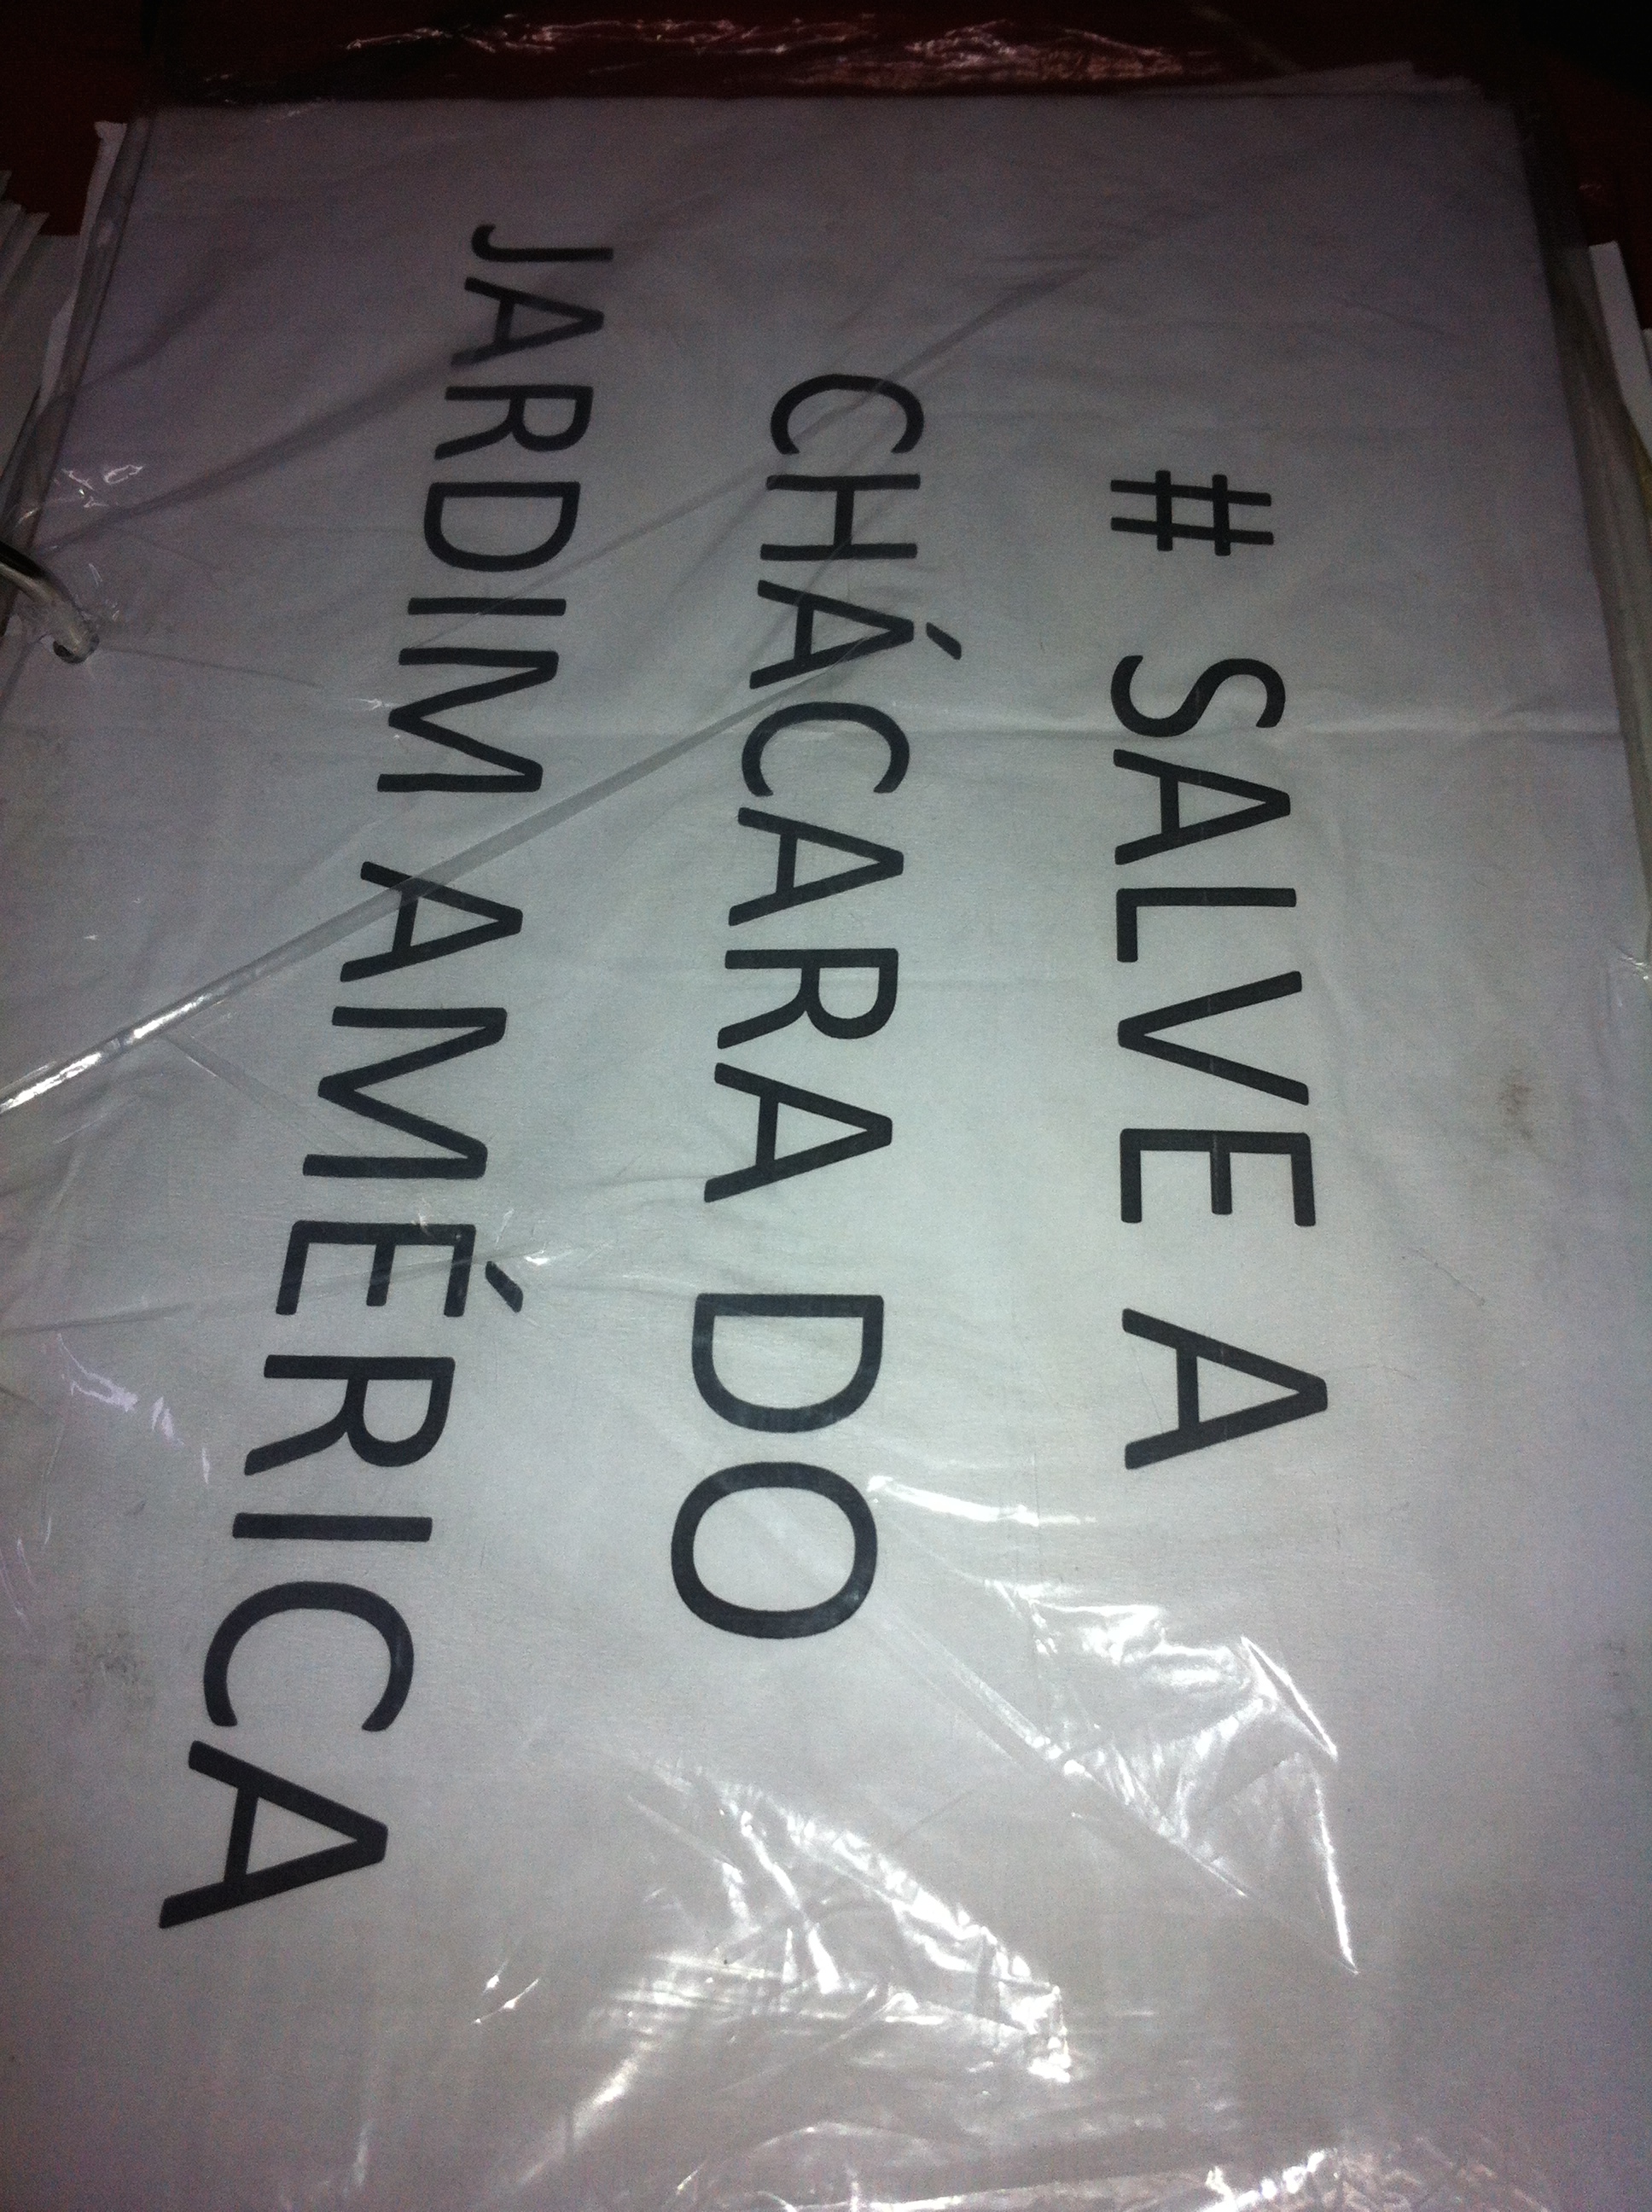 # SALVE A
CHÁCARA DO
JARDIM AMÉRICA